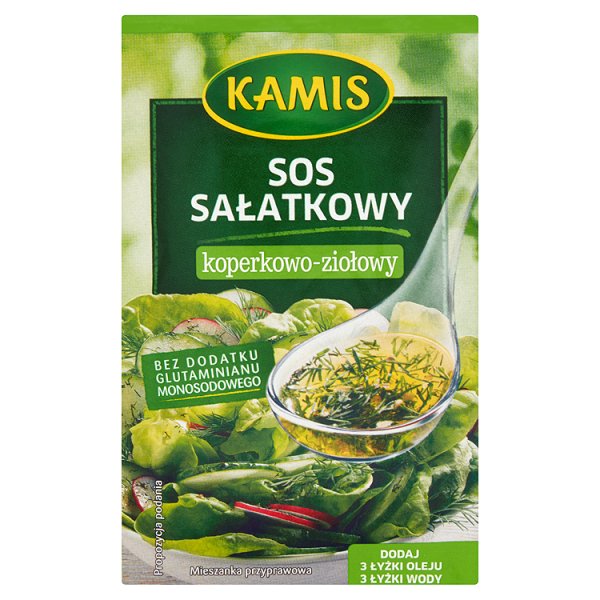 KAMIS
SOS
SAŁATKOWY
koperkowo-ziołowy
BEZ DODATKU
GLUTAMINIANU
MONOSODOWEGO
Propozycja podania
Mieszanka przyprawowa
DODAJ
3 ŁYŻKI OLEJU
3 ŁYŻKI WODY